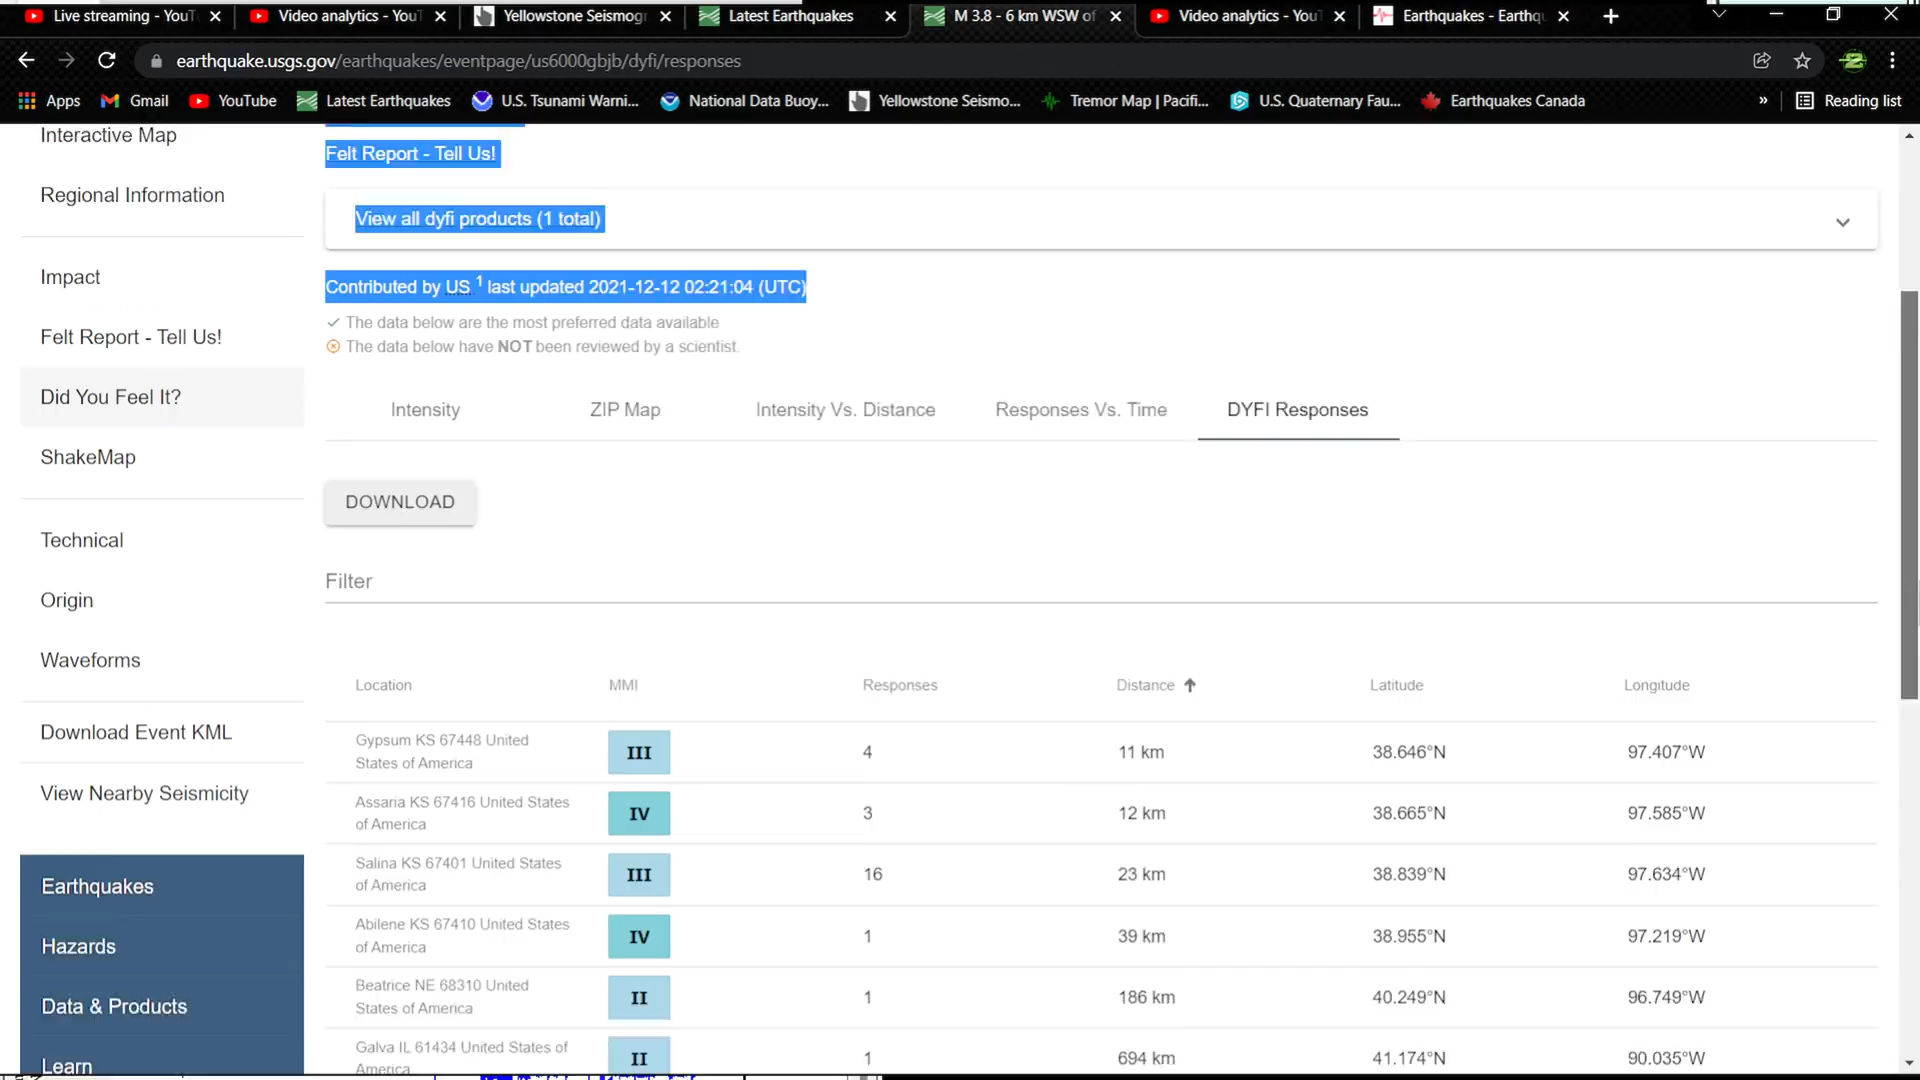 Live streaming - YouT
Video analytics - YouT
Yellowstone Seismogr
Latest Earthquakes
M 3.8 - 6 km WSW of
Video analytics - YouT
Earthquakes - Earthqu
earthquake.usgs.gov/earthquakes/eventpage/us6000gbjb/dyfi/responses
Apps
Gmail
YouTube
Latest Earthquakes
U.S. Tsunami Warni...
National Data Buoy...
Yellowstone Seismo...
Tremor Map | Pacifi...
U.S. Quaternary Fau...
Earthquakes Canada
»
Reading list
Interactive Map
Regional Information
Impact
Felt Report - Tell Us!
Did You Feel It?
ShakeMap
Technical
Origin
Waveforms
Download Event KML
View Nearby Seismicity
Earthquakes
Hazards
Data & Products
Learn
Felt Report - Tell Us!
View all dyfi products (1 total)
Contributed by US 1 last updated 2021-12-12 02:21:04 (UTC)
The data below are the most preferred data available
The data below have NOT been reviewed by a scientist.
Intensity ZIP Map Intensity Vs. Distance Responses Vs. Time DYFI Responses
DOWNLOAD
Filter
Location MMI Responses Distance Latitude Longitude
Gypsum KS 67448 United
States of America
III 4 11 km 38.646°N 97.407°W
Assaria KS 67416 United States
of America
IV 3 12 km 38.665°N 97.585°W
Salina KS 67401 United States
of America
III 16 23 km 38.839°N 97.634°W
Abilene KS 67410 United States
of America
IV 1 39 km 38.955°N 97.219°W
Beatrice NE 68310 United
States of America
II 1 186 km 40.249°N 96.749°W
Galva IL 61434 United States of
America
II 1 694 km 41.174°N 90.035°W